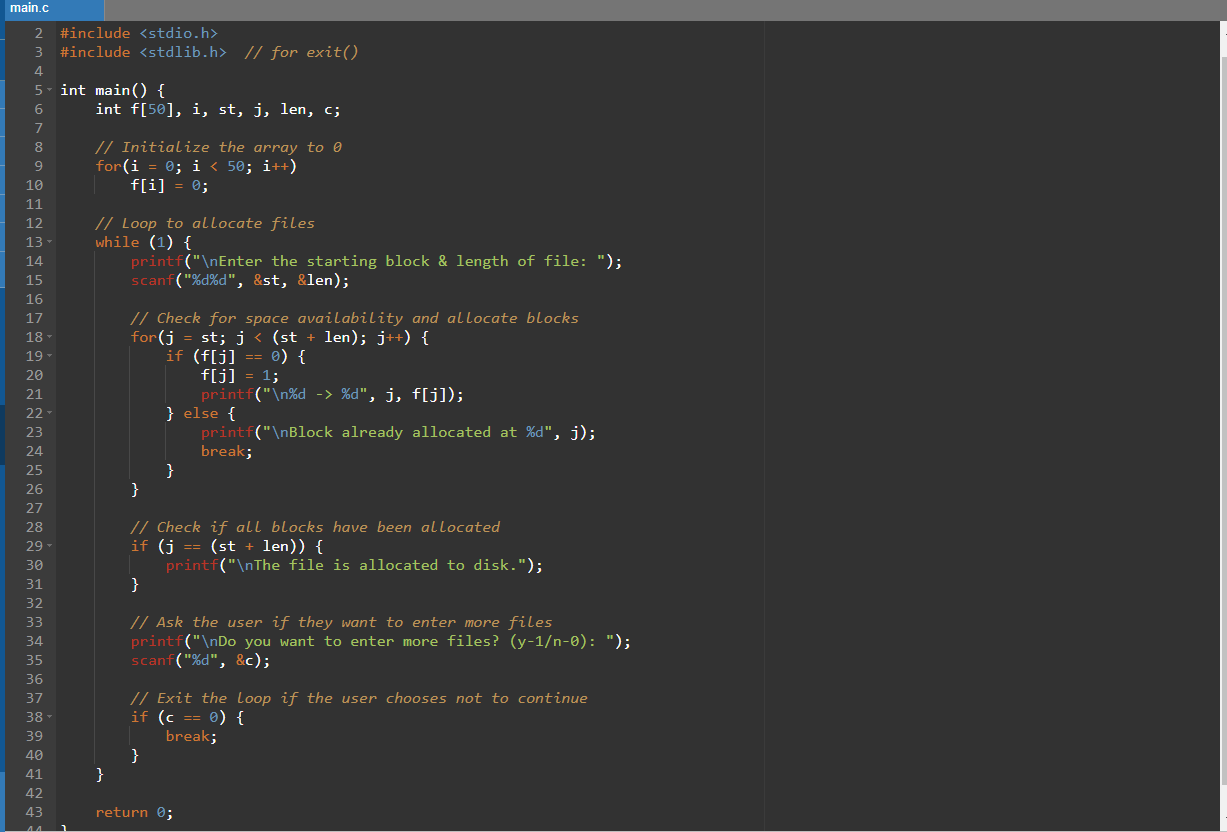 main.c
2 #include <stdio.h>
3 #include <stdlib.h>  // for exit()
4
5 int main() {
6     int f[50], i, st, j, len, c;
7
8     // Initialize the array to 0
9     for(i = 0; i < 50; i++)
10         f[i] = 0;
11
12     // Loop to allocate files
13     while (1) {
14         printf("\nEnter the starting block & length of file: ");
15         scanf("%d%d", &st, &len);
16
17         // Check for space availability and allocate blocks
18         for(j = st; j < (st + len); j++) {
19             if (f[j] == 0) {
20                 f[j] = 1;
21                 printf("\n%d -> %d", j, f[j]);
22             } else {
23                 printf("\nBlock already allocated at %d", j);
24                 break;
25             }
26         }
27
28         // Check if all blocks have been allocated
29         if (j == (st + len)) {
30             printf("\nThe file is allocated to disk.");
31         }
32
33         // Ask the user if they want to enter more files
34         printf("\nDo you want to enter more files? (y-1/n-0): ");
35         scanf("%d", &c);
36
37         // Exit the loop if the user chooses not to continue
38         if (c == 0) {
39             break;
40         }
41     }
42
43     return 0;
44 }